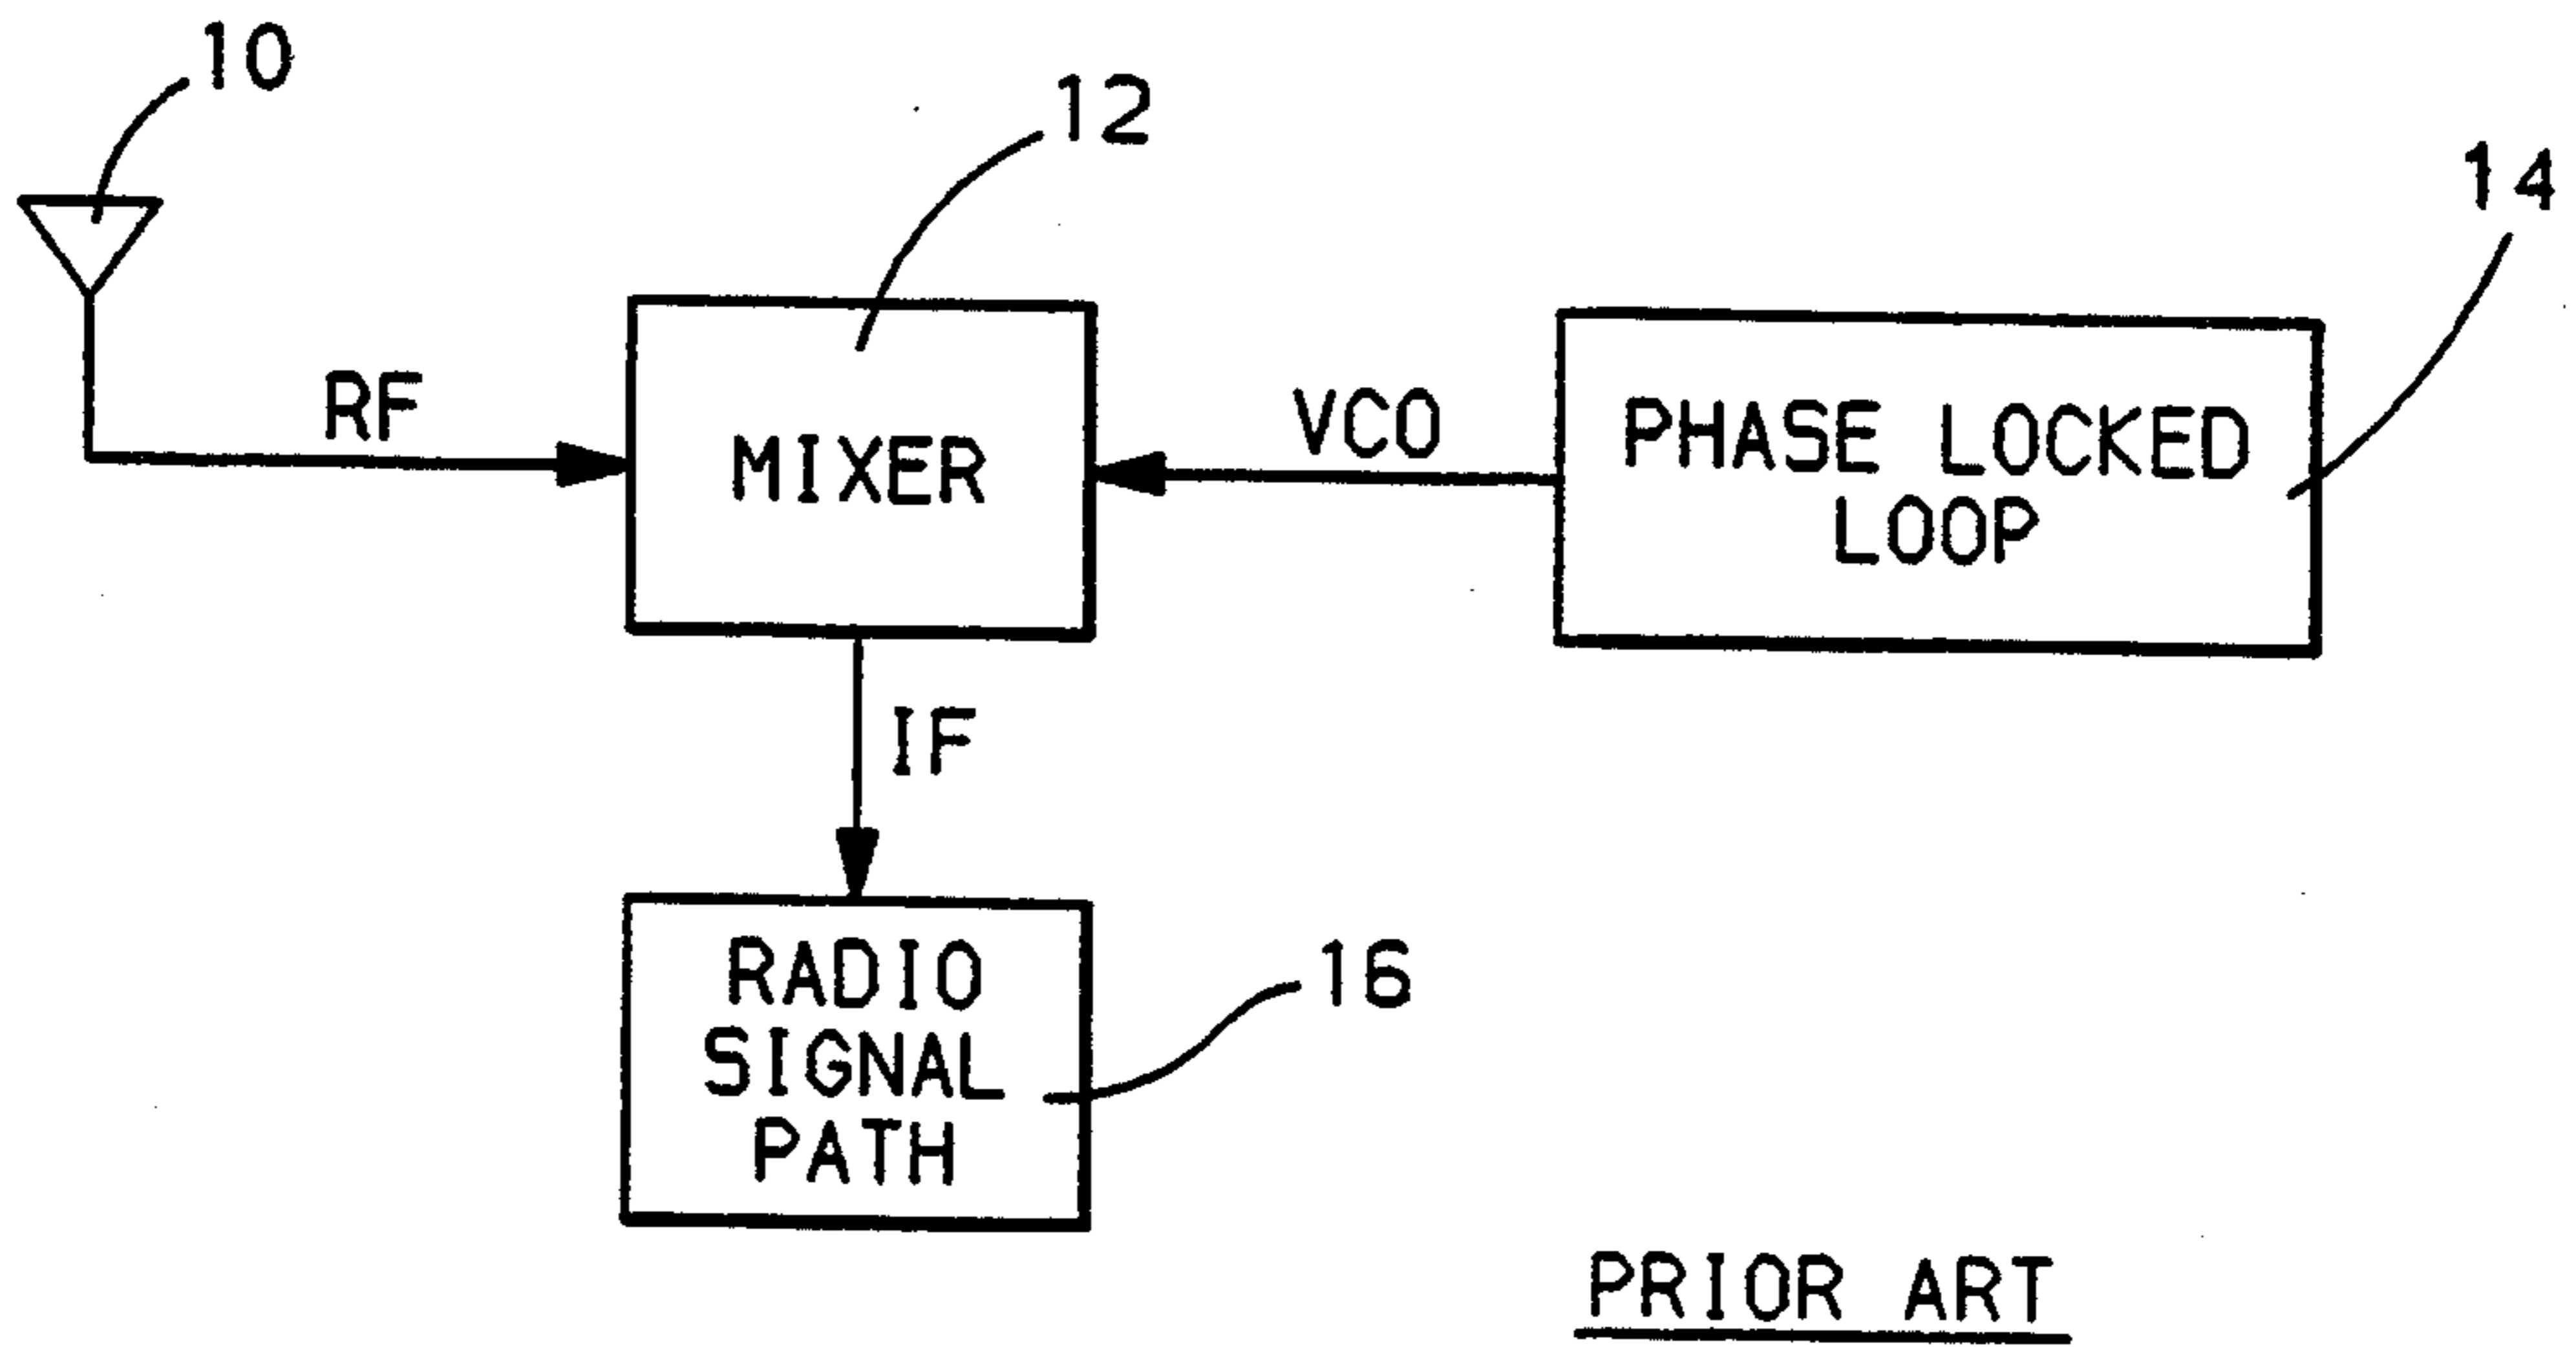 10
12
14
RF
MIXER
VCO
PHASE LOCKED
LOOP
IF
RADIO
SIGNAL
PATH
16
PRIOR ART